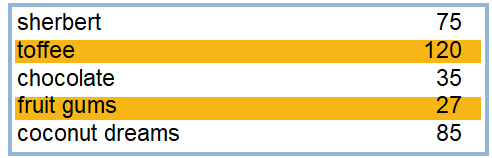 sherbert 75
toffee 120
chocolate 35
fruit gums 27
coconut dreams 85